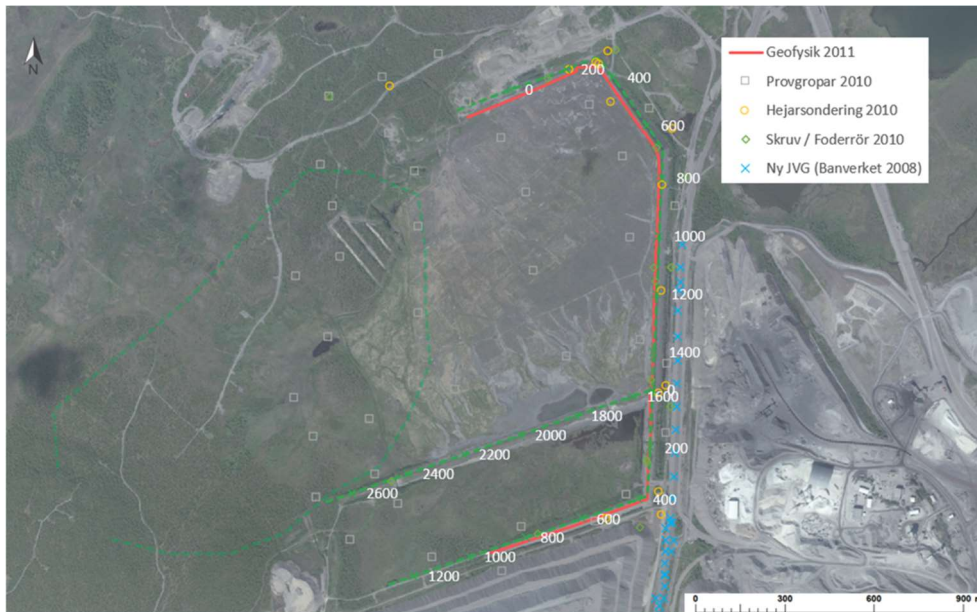 N
Geofysik 2011
Provgropar 2010
Hejarsondering 2010
Skruv / Foderrör 2010
Ny JVG (Banverket 2008)
0
200
400
600
800
1000
1200
1400
1600
1800
2000
2200
2400
2600
200
400
600
800
1000
1200
0 300 600 900